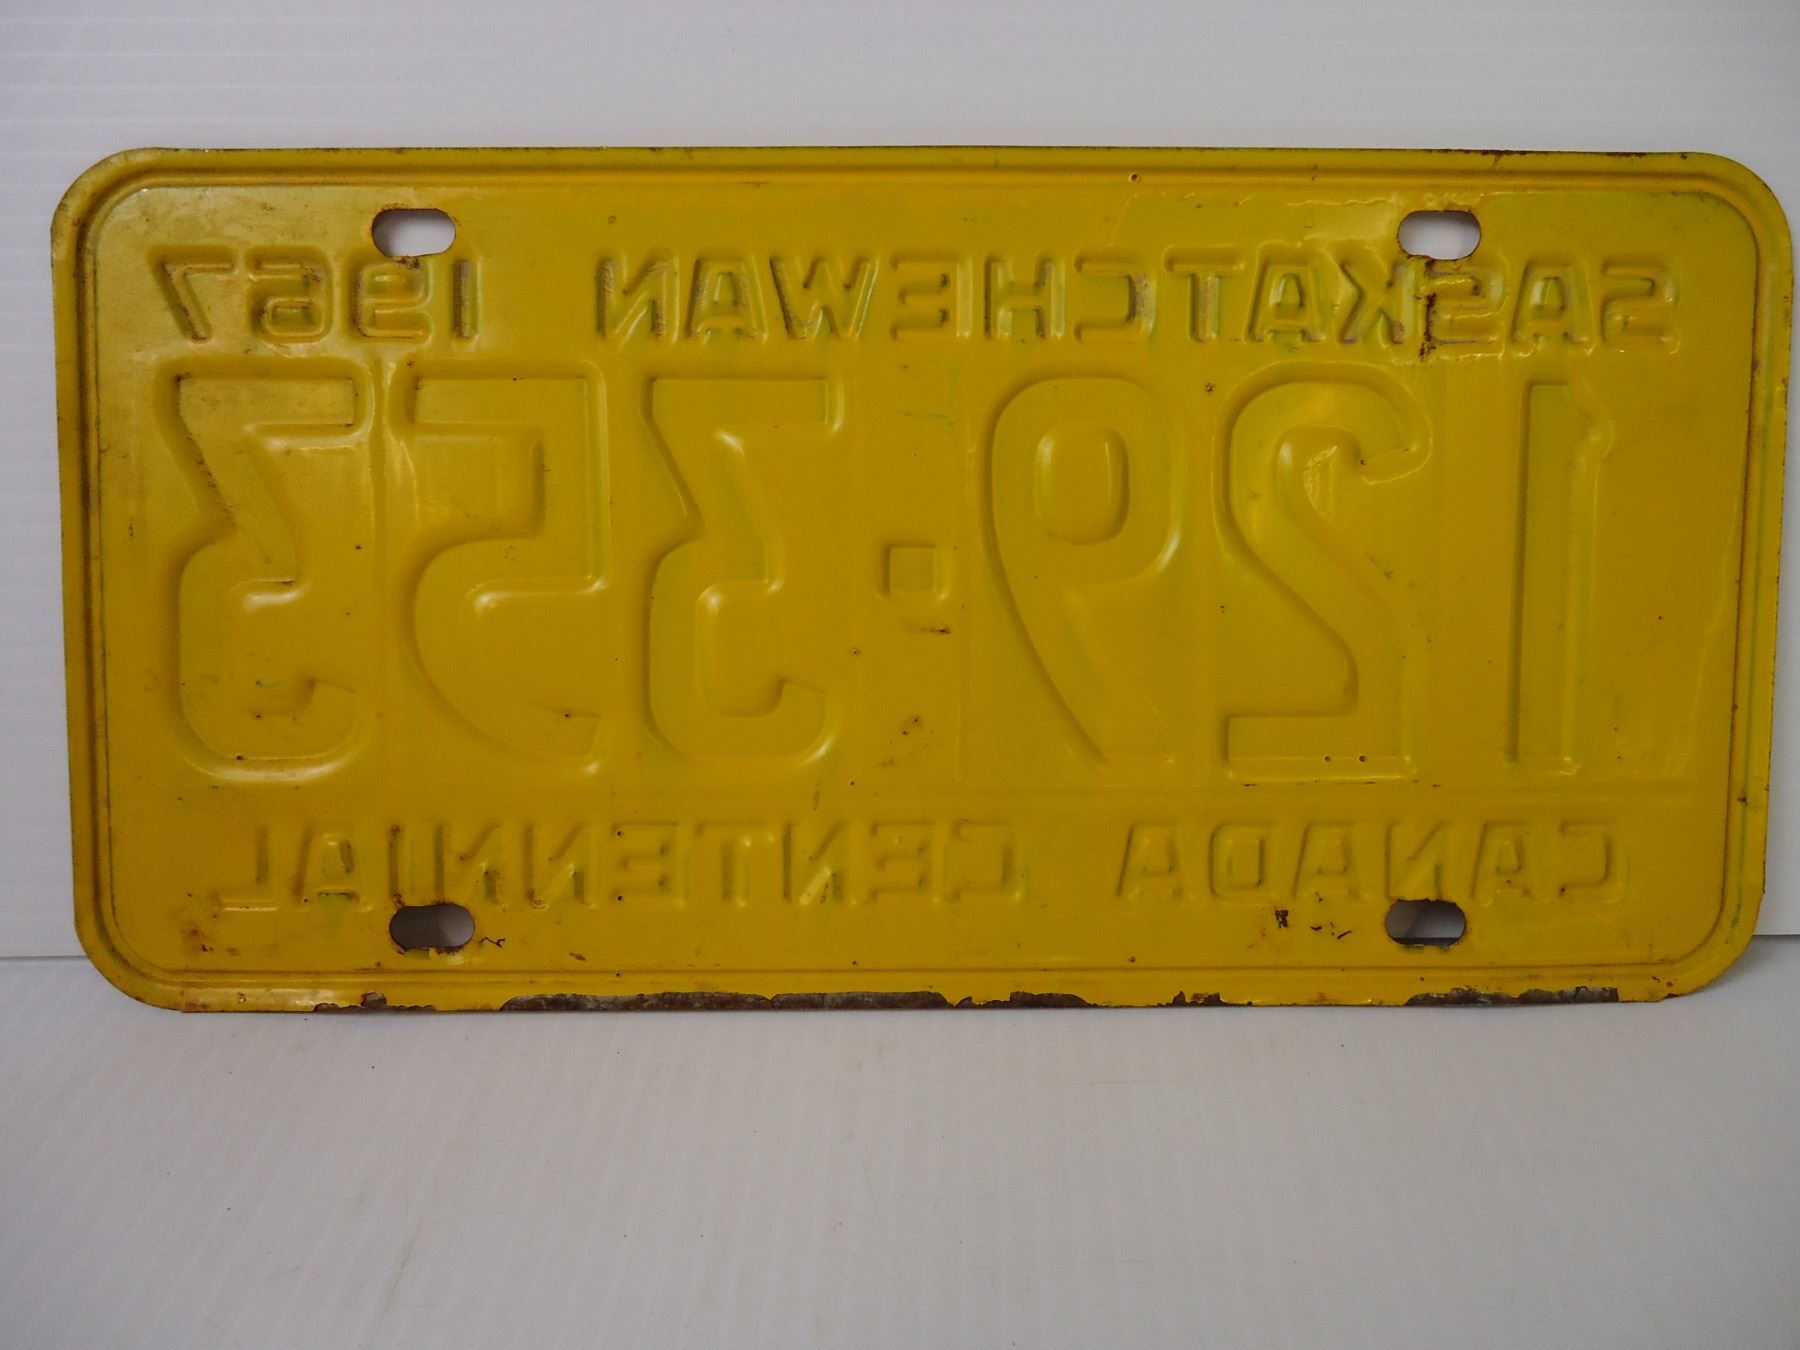 SASKATCHEWAN 1967
129·353
CANADA CENTENNIAL